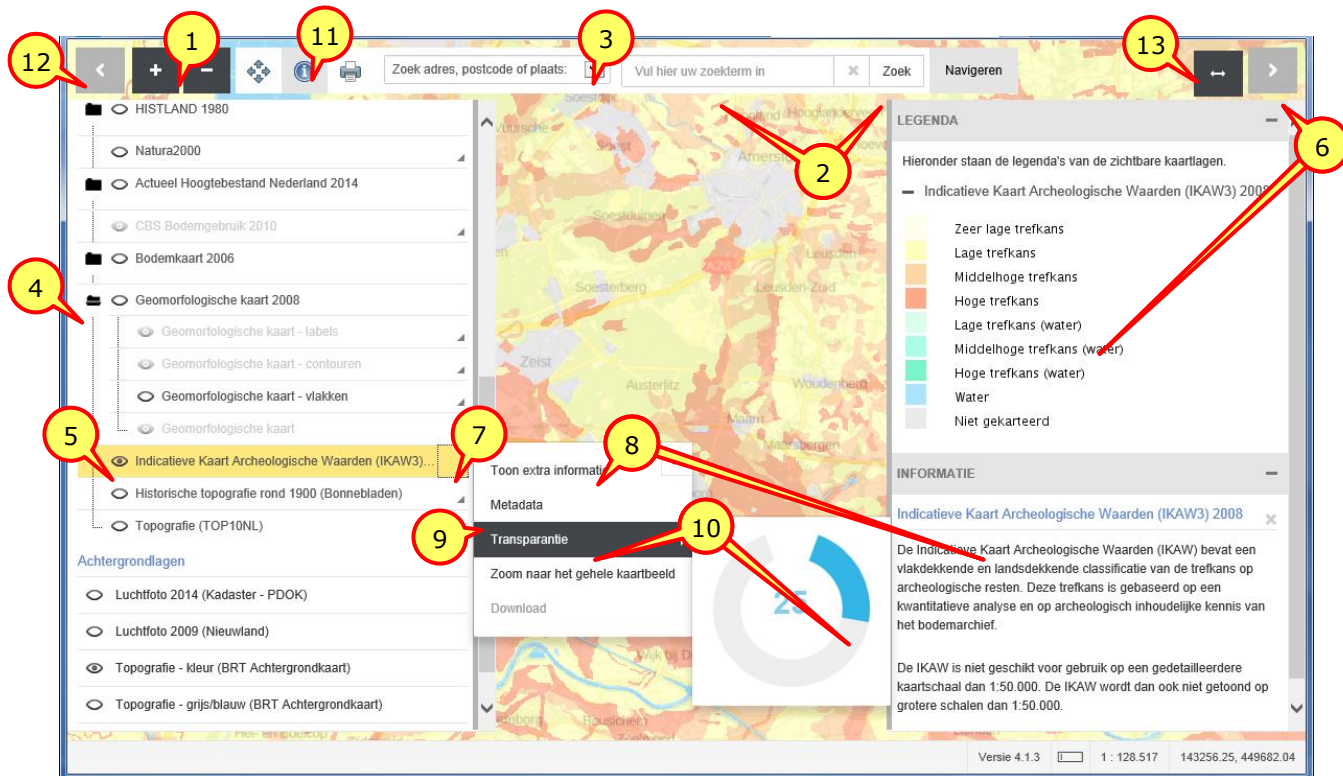 1
11
3
13
12
Zoek adres, postcode of plaats:
Vul hier uw zoekterm in
Zoek
Navigeren
HISTLAND 1980
Natura2000
Actueel Hoogtebestand Nederland 2014
CBS Bodemgebruik 2010
Bodemkaart 2006
4
Geomorfologische kaart 2008
Geomorfologische kaart - labels
Geomorfologische kaart - contouren
Geomorfologische kaart - vlakken
Geomorfologische kaart
5
Indicatieve Kaart Archeologische Waarden (IKAW3)...
Historische topografie rond 1900 (Bonnebladen)
Topografie (TOP10NL)
Achtergrondlagen
Luchtfoto 2014 (Kadaster - PDOK)
Luchtfoto 2009 (Nieuwland)
Topografie - kleur (BRT Achtergrondkaart)
Topografie - grijs/blauw (BRT Achtergrondkaart)
7
8
9
10
Toon extra informatie
Metadata
Transparantie
Zoom naar het gehele kaartbeeld
Download
25
2
Soest
Soestduinen
Soesterberg
Leusden
Leusden-Zuid
Zeist
Austerlitz
Woudenberg
Maarn
Maarsbergen
6
LEGENDA
Hieronder staan de legenda's van de zichtbare kaartlagen.
Indicatieve Kaart Archeologische Waarden (IKAW3) 2008
Zeer lage trefkans
Lage trefkans
Middelhoge trefkans
Hoge trefkans
Lage trefkans (water)
Middelhoge trefkans (water)
Hoge trefkans (water)
Water
Niet gekarteerd
INFORMATIE
Indicatieve Kaart Archeologische Waarden (IKAW3) 2008
De Indicatieve Kaart Archeologische Waarden (IKAW) bevat een
vlakdekkende en landsdekkende classificatie van de trefkans op
archeologische resten. Deze trefkans is gebaseerd op een
kwantitatieve analyse en op archeologisch inhoudelijke kennis van
het bodemarchief.
De IKAW is niet geschikt voor gebruik op een gedetailleerdere
kaartschaal dan 1:50.000. De IKAW wordt dan ook niet getoond op
grotere schalen dan 1:50.000.
Versie 4.1.3
1 : 128.517
143256.25, 449682.04